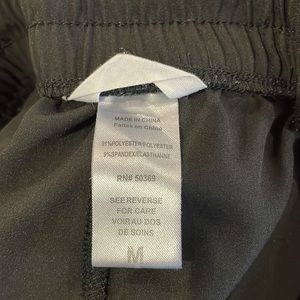 MADE IN CHINA
Faites en Chine
91%POLYESTER/POLYESTER
9%SPANDEX/ELASTHANNE
RN# 50369
SEE REVERSE
FOR CARE
VOIR AU DOS
DE SOINS
M